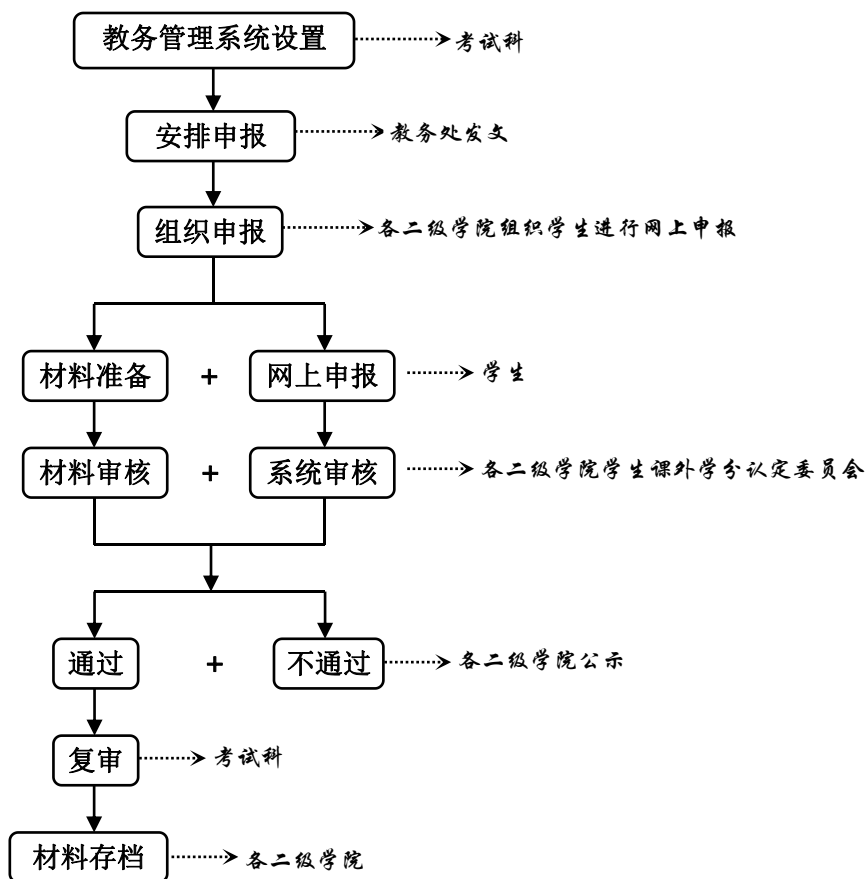 教务管理系统设置 考试科
安排申报 教务处发文
组织申报 各二级学院组织学生进行网上申报
材料准备 + 网上申报 学生
材料审核 + 系统审核 各二级学院学生课外学分认定委员会
通过 + 不通过 各二级学院公示
复审 考试科
材料存档 各二级学院